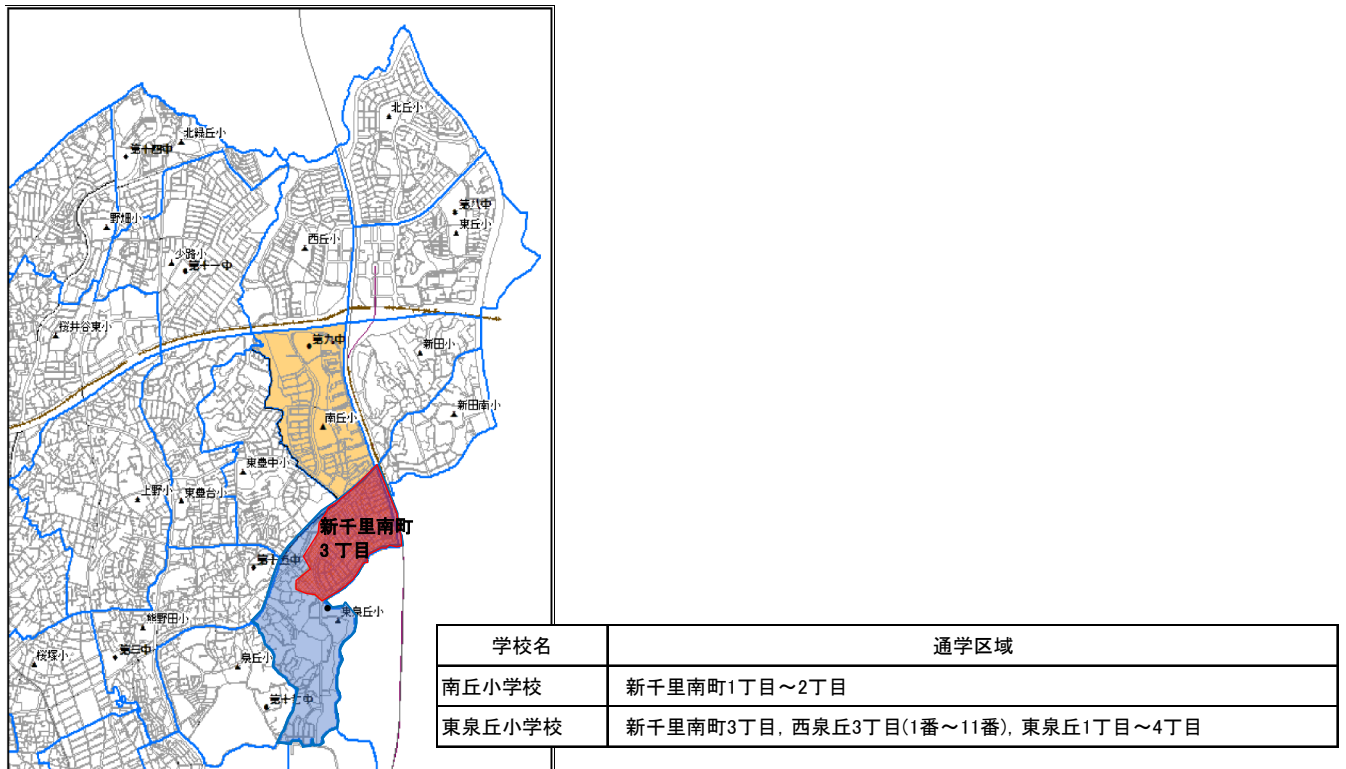 北丘小
北緑丘小
第十四中
第八中
東丘小
野畑小
西丘小
少路小
第十一中
桜井谷東小
第九中
新田小
新田南小
南丘小
東豊中小
上野小
東豊台小
新千里南町
3 丁目
第十五中
東泉丘小
熊野田小
第三中
桜塚小
泉丘小
第十七中
学校名 通学区域
南丘小学校 新千里南町1丁目～2丁目
東泉丘小学校 新千里南町3丁目, 西泉丘3丁目(1番～11番), 東泉丘1丁目～4丁目